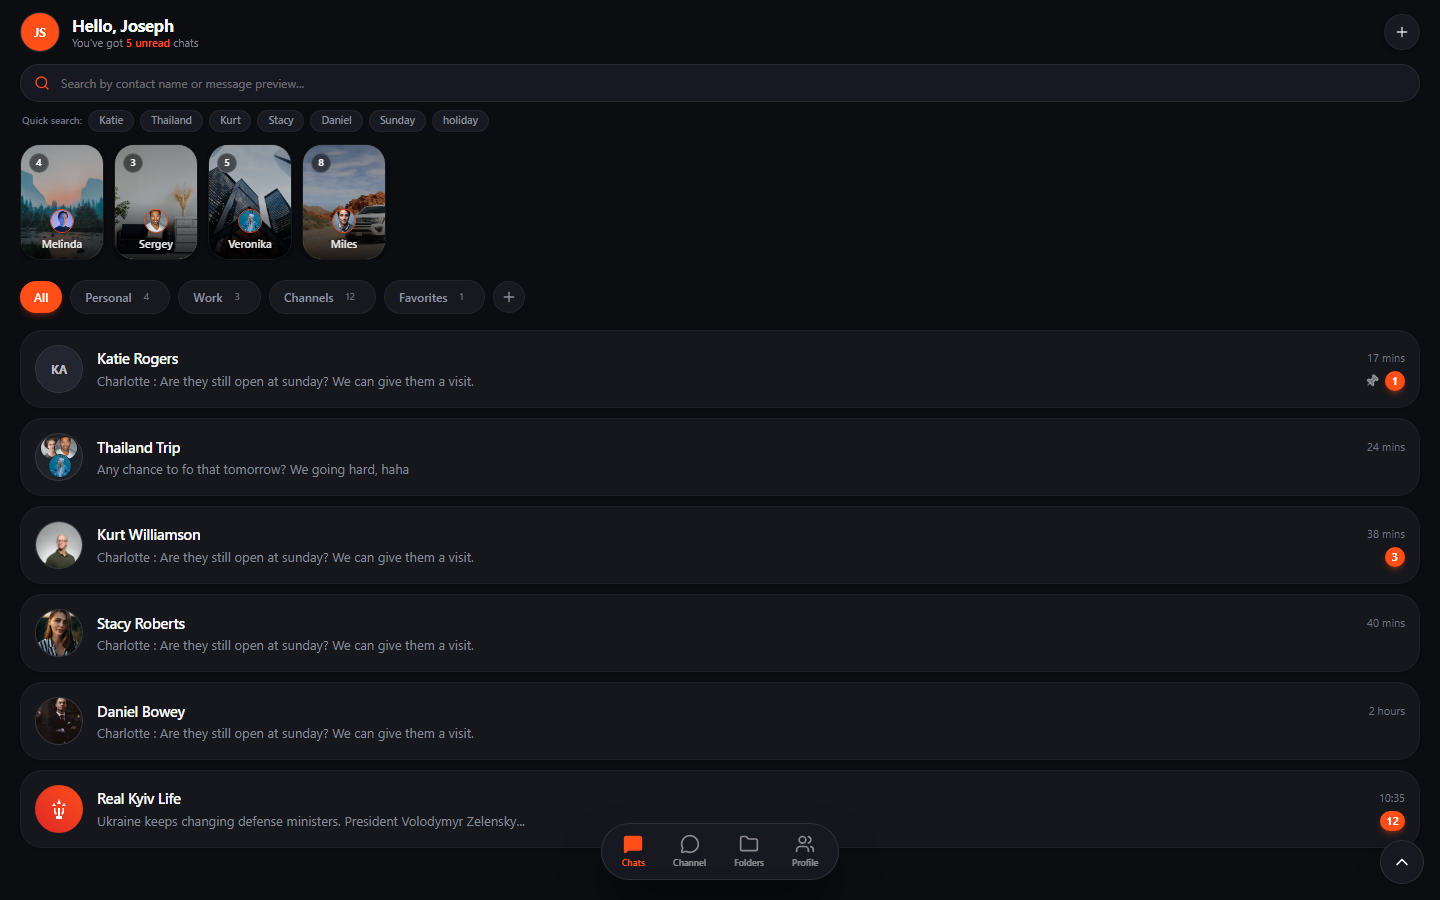 JS
Hello, Joseph
You've got 5 unread chats
Search by contact name or message preview...
Quick search: Katie Thailand Kurt Stacy Daniel Sunday holiday
4 3 5 8
Melinda Sergey Veronika Miles
All Personal 4 Work 3 Channels 12 Favorites 1
KA
Katie Rogers
17 mins
Charlotte : Are they still open at sunday? We can give them a visit.
1
Thailand Trip
24 mins
Any chance to fo that tomorrow? We going hard, haha
Kurt Williamson
38 mins
Charlotte : Are they still open at sunday? We can give them a visit.
3
Stacy Roberts
40 mins
Charlotte : Are they still open at sunday? We can give them a visit.
Daniel Bowey
2 hours
Charlotte : Are they still open at sunday? We can give them a visit.
Real Kyiv Life
10:35
Ukraine keeps changing defense ministers. President Volodymyr Zelensky...
12
Chats Channel Folders Profile